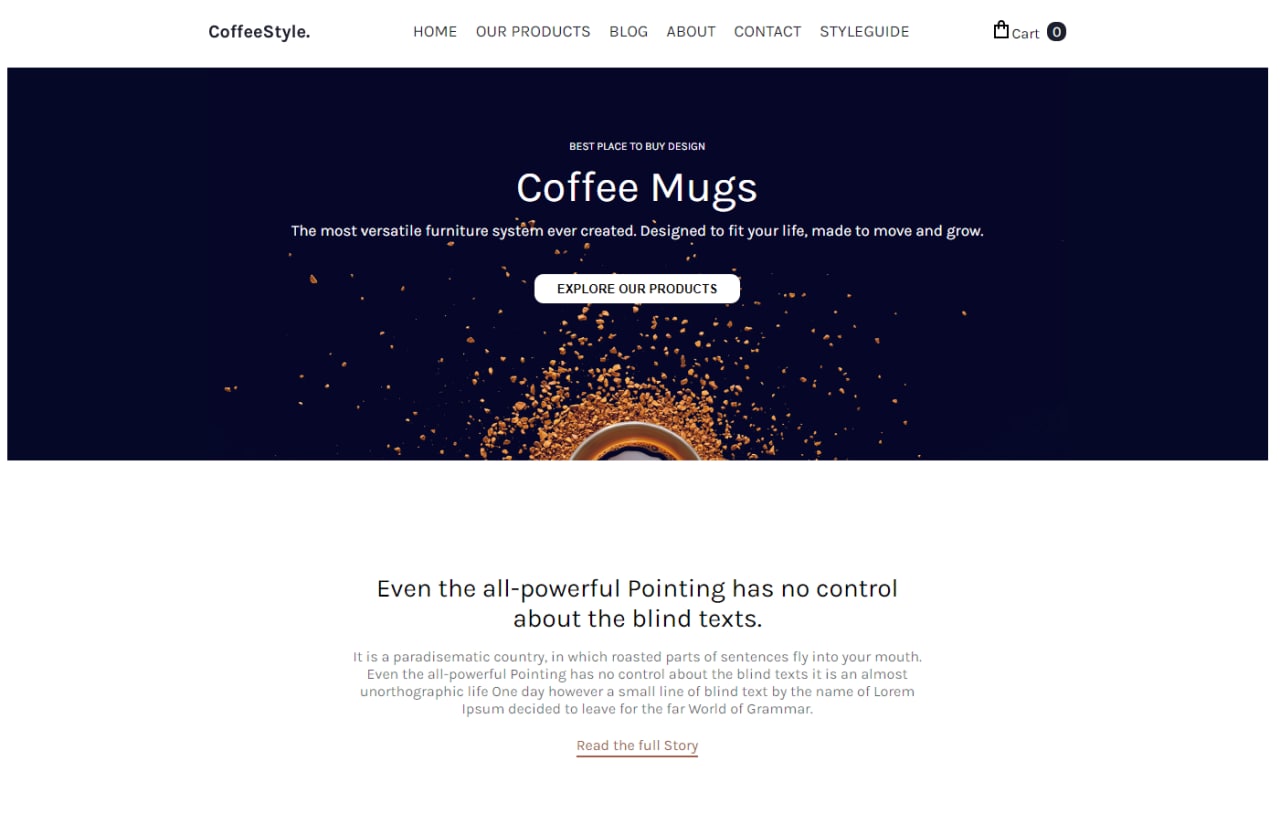 CoffeeStyle.
HOME OUR PRODUCTS BLOG ABOUT CONTACT STYLEGUIDE
Cart 0
BEST PLACE TO BUY DESIGN
Coffee Mugs
The most versatile furniture system ever created. Designed to fit your life, made to move and grow.
EXPLORE OUR PRODUCTS
Even the all-powerful Pointing has no control
about the blind texts.
It is a paradisematic country, in which roasted parts of sentences fly into your mouth.
Even the all-powerful Pointing has no control about the blind texts it is an almost
unorthographic life One day however a small line of blind text by the name of Lorem
Ipsum decided to leave for the far World of Grammar.
Read the full Story